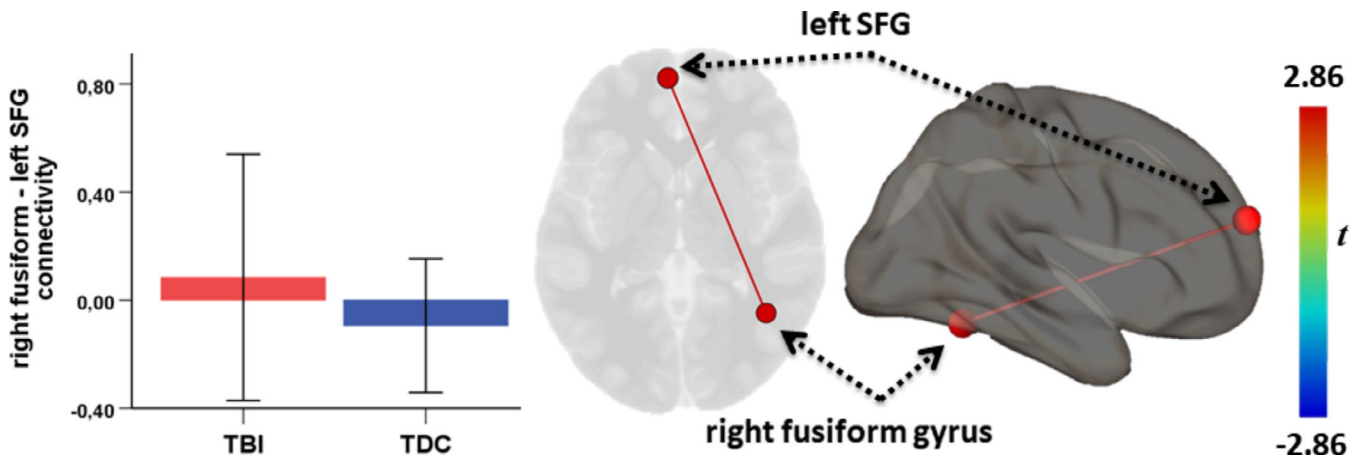 right fusiform - left SFG
connectivity
0,80
0,40
0,00
-0,40
TBI
TDC
left SFG
right fusiform gyrus
2.86
t
-2.86